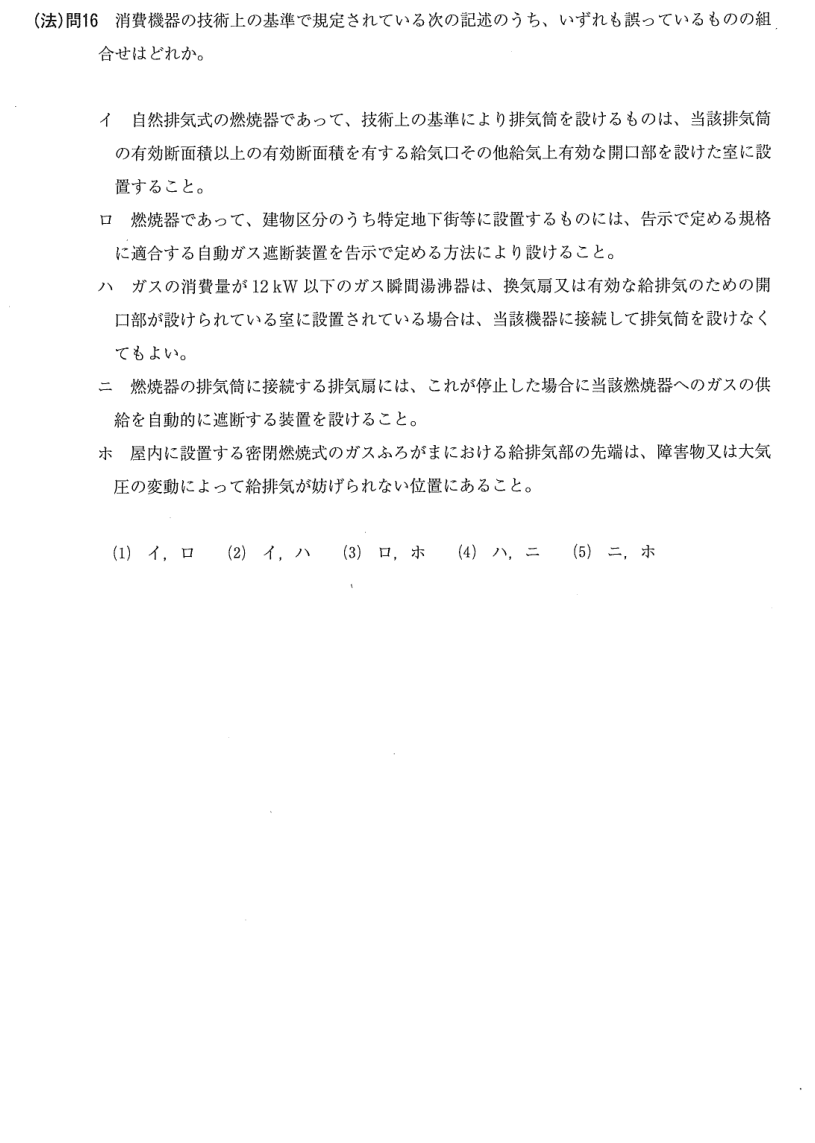 (法)問16 消費機器の技術上の基準で規定されている次の記述のうち、いずれも誤っているものの組
合せはどれか。
イ 自然排気式の燃焼器であって、技術上の基準により排気筒を設けるものは、当該排気筒
の有効断面積以上の有効断面積を有する給気口その他給気上有効な開口部を設けた室に設
置すること。
ロ 燃焼器であって、建物区分のうち特定地下街等に設置するものには、告示で定める規格
に適合する自動ガス遮断装置を告示で定める方法により設けること。
ハ ガスの消費量が 12 kW 以下のガス瞬間湯沸器は、換気扇又は有効な給排気のための開
口部が設けられている室に設置されている場合は、当該機器に接続して排気筒を設けなく
てもよい。
ニ 燃焼器の排気筒に接続する排気扇には、これが停止した場合に当該燃焼器へのガスの供
給を自動的に遮断する装置を設けること。
ホ 屋内に設置する密閉燃焼式のガスふろがまにおける給排気部の先端は、障害物又は大気
圧の変動によって給排気が妨げられない位置にあること。
(1) イ，ロ (2) イ，ハ (3) ロ，ホ (4) ハ，ニ (5) ニ，ホ